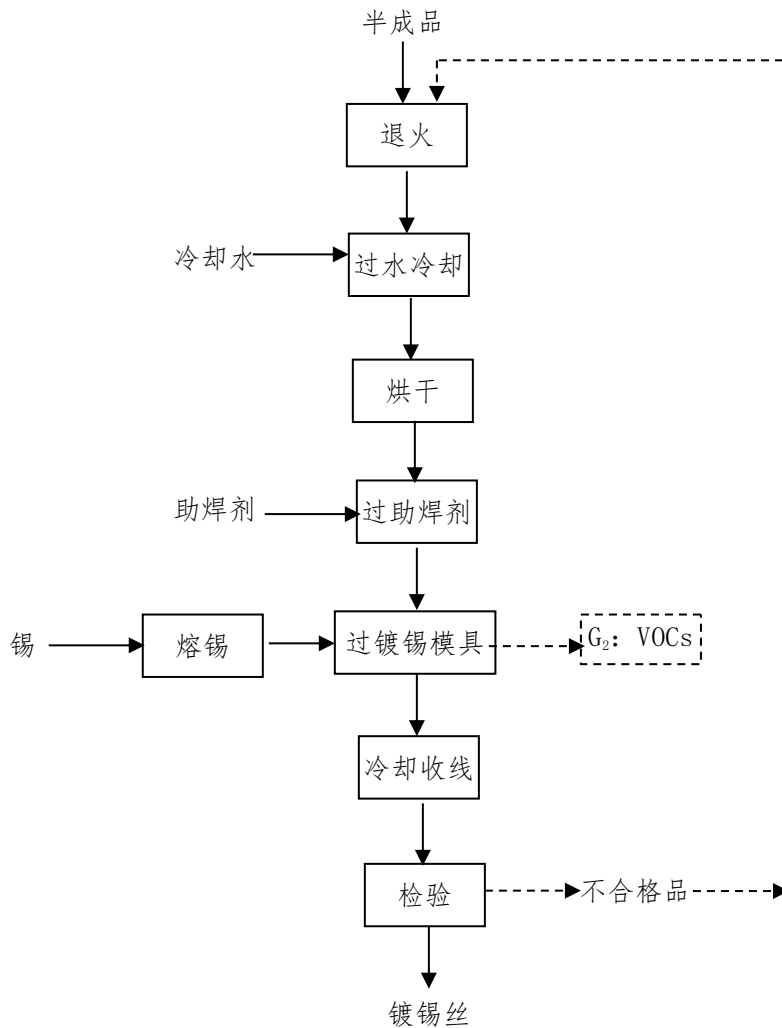 半成品
退火
冷却水
过水冷却
烘干
助焊剂
过助焊剂
锡
熔锡
过镀锡模具
G₂：VOCs
冷却收线
检验
不合格品
镀锡丝